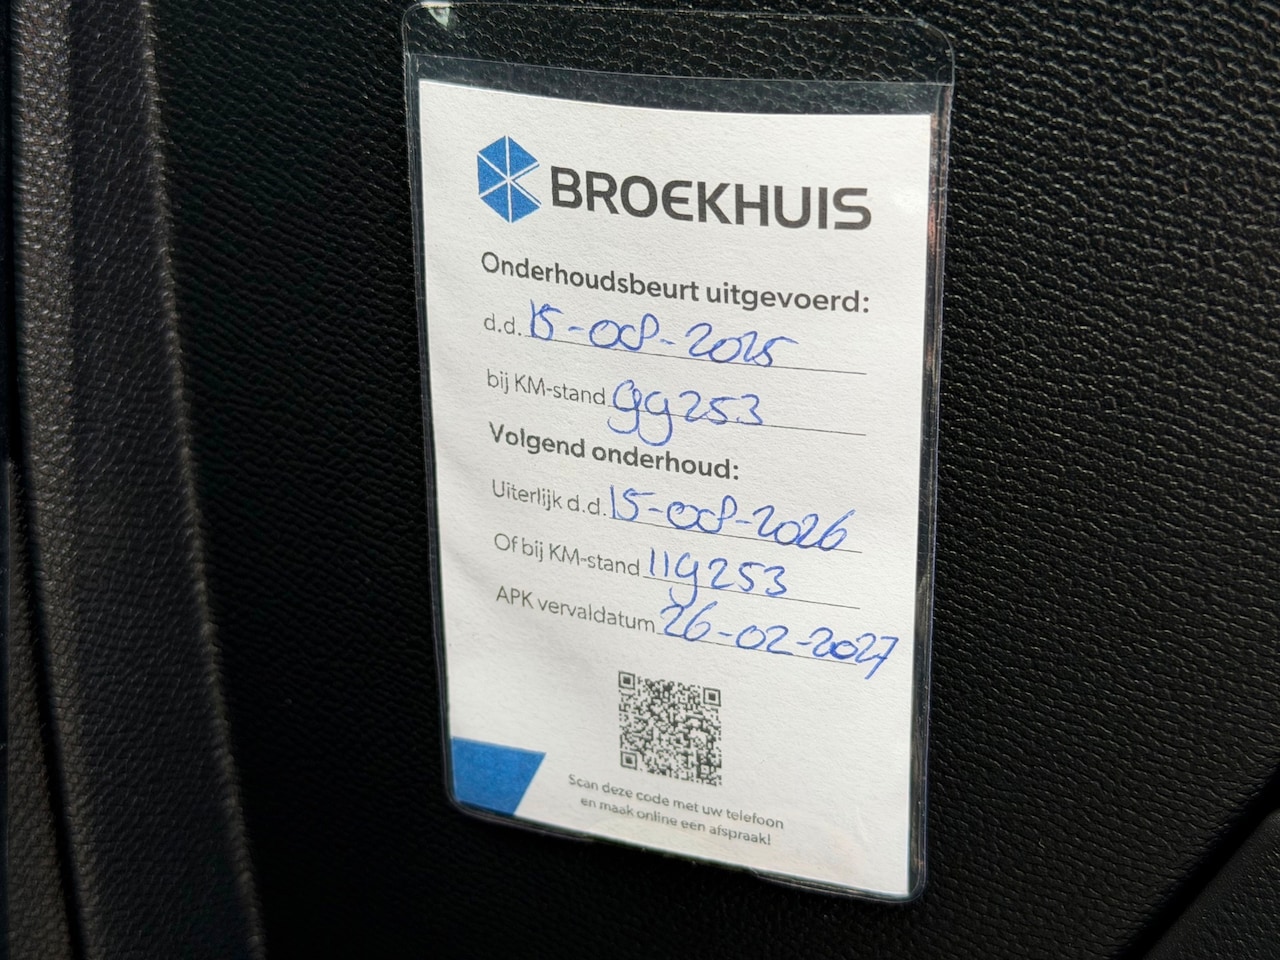 BROEKHUIS
Onderhoudsbeurt uitgevoerd:
d.d. 15-08-2025
bij KM-stand 99253
Volgend onderhoud:
Uiterlijk d.d. 15-08-2026
Of bij KM-stand 119253
APK vervaldatum 26-02-2027
Scan deze code met uw telefoon
en maak online een afspraak!